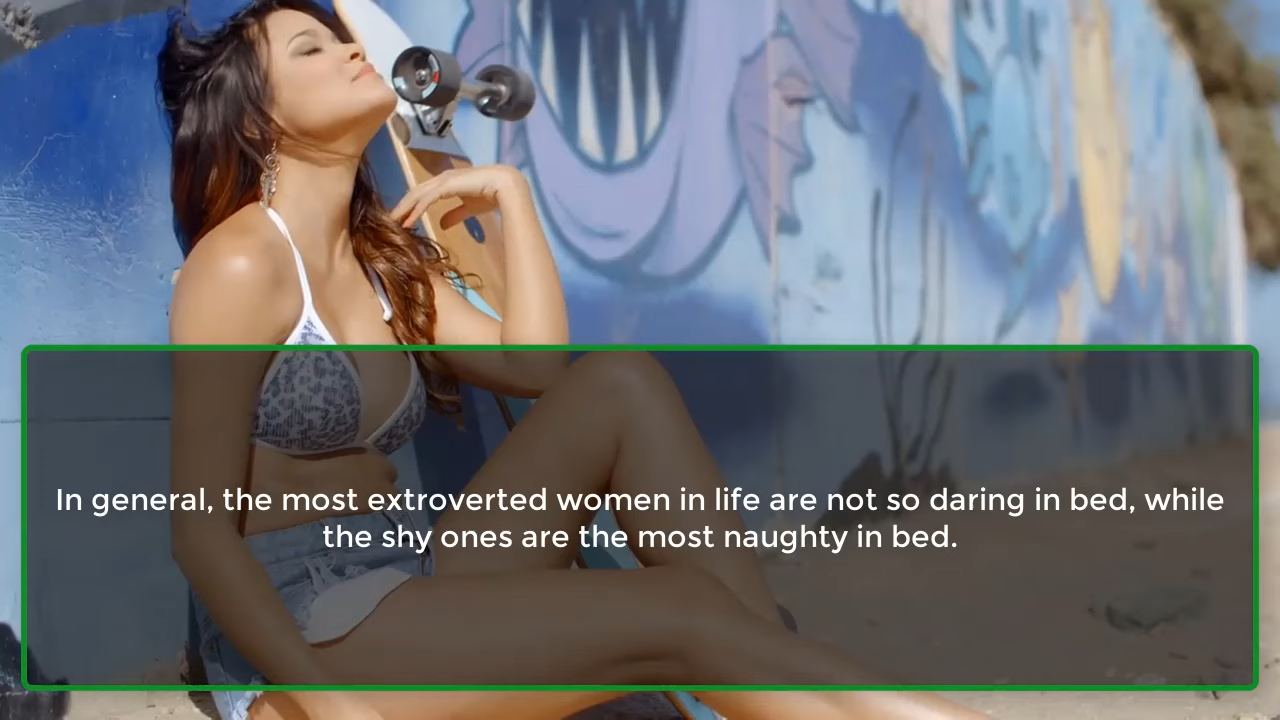 In general, the most extroverted women in life are not so daring in bed, while
the shy ones are the most naughty in bed.